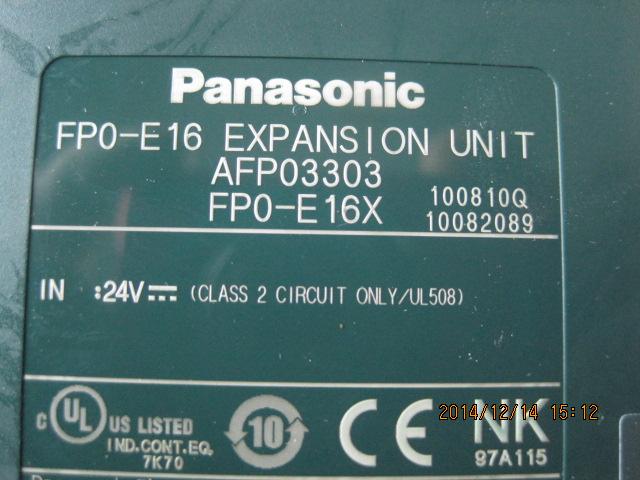 Panasonic
FP0-E16 EXPANSION UNIT
AFP03303
FP0-E16X
100810Q
10082089
IN :24V⎓ (CLASS 2 CIRCUIT ONLY/UL508)
C UL US LISTED
IND.CONT.EQ.
7K70
10
CE
NK
97A115
2014/12/14 15:12